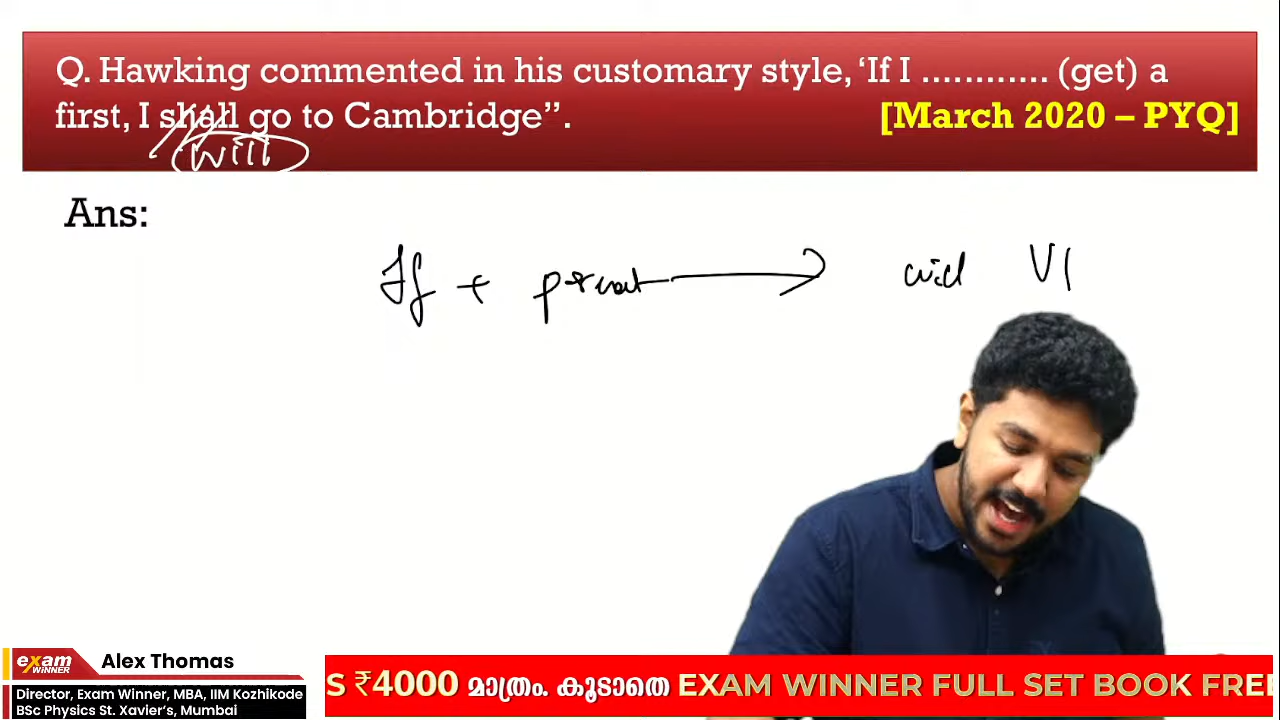 Q. Hawking commented in his customary style, ‘If I ............ (get) a
first, I shall go to Cambridge”.
[March 2020 – PYQ]
will
Ans:
If + present will V1
exam
WINNER
Alex Thomas
Director, Exam Winner, MBA, IIM Kozhikode
BSc Physics St. Xavier’s, Mumbai
S ₹4000 മാത്രം. കൂടാതെ EXAM WINNER FULL SET BOOK FREE